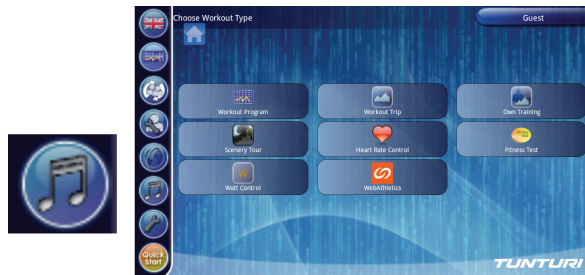 Choose Workout Type
Guest
Workout Program
Workout Trip
Own Training
Scenery Tour
Heart Rate Control
Fitness Test
W
Watt Control
WebAthletics
Quick
Start
TUNTURI